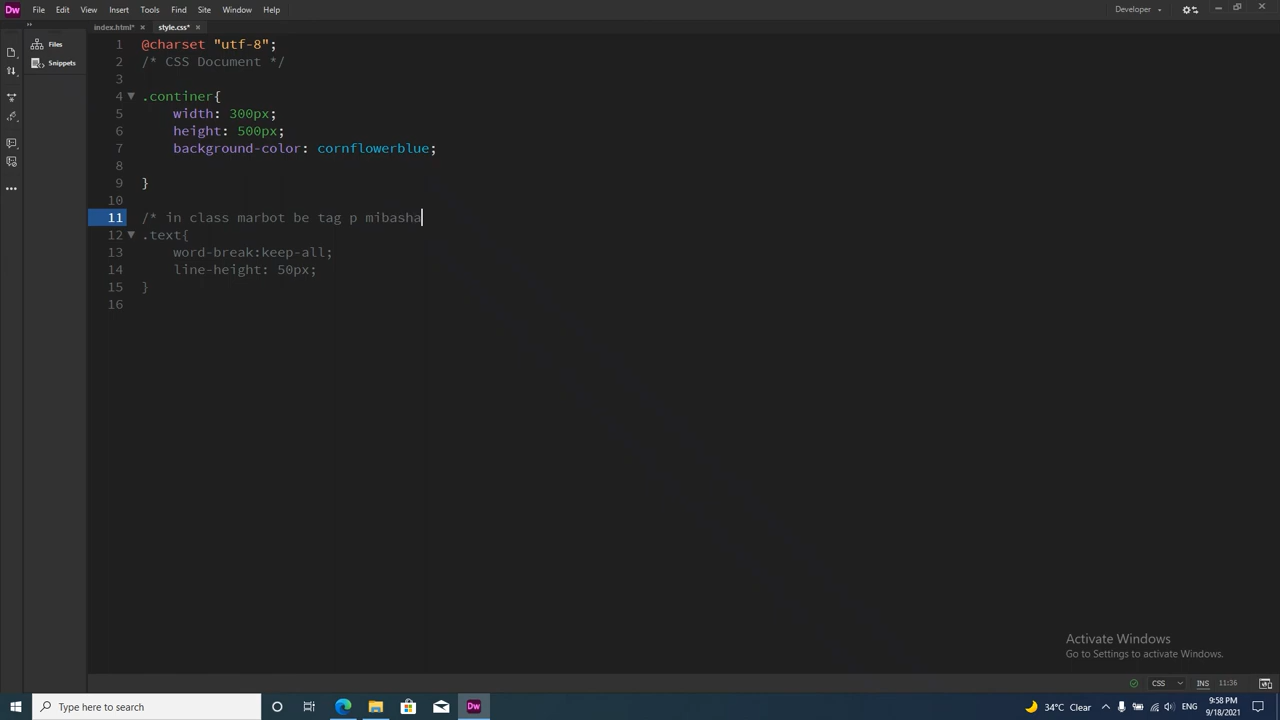 Dw File Edit View Insert Tools Find Site Window Help Developer
index.html* style.css*
Files
Snippets
1 @charset "utf-8";
2 /* CSS Document */
3
4 .continer{
5 width: 300px;
6 height: 500px;
7 background-color: cornflowerblue;
8
9 }
10
11 /* in class marbot be tag p mibasha
12 .text{
13 word-break:keep-all;
14 line-height: 50px;
15 }
16
Activate Windows
Go to Settings to activate Windows.
CSS INS 11:36
Type here to search Dw 34°C Clear ENG 9:58 PM
9/18/2021